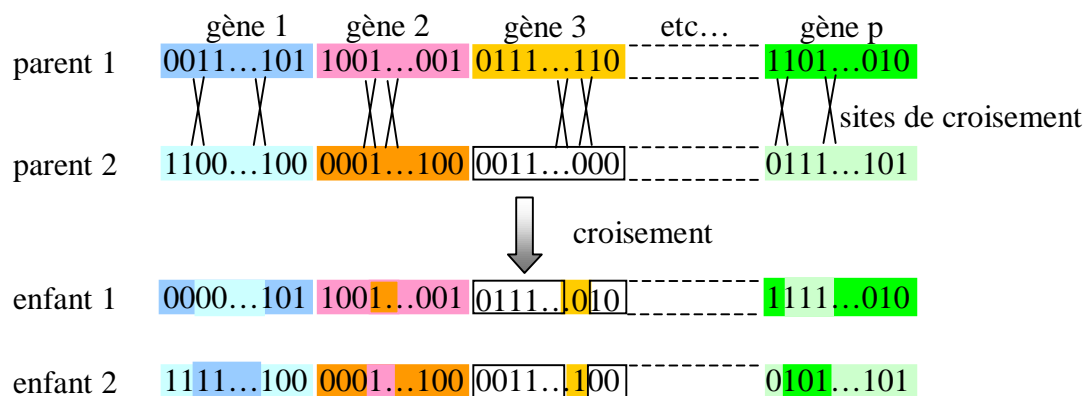 gène 1 gène 2 gène 3 etc… gène p
parent 1 0011…101 1001…001 0111…110 1101…010
sites de croisement
parent 2 1100…100 0001…100 0011…000 0111…101
croisement
enfant 1 0000…101 1001…001 0111…010 1111…010
enfant 2 1111…100 0001…100 0011…100 0101…101